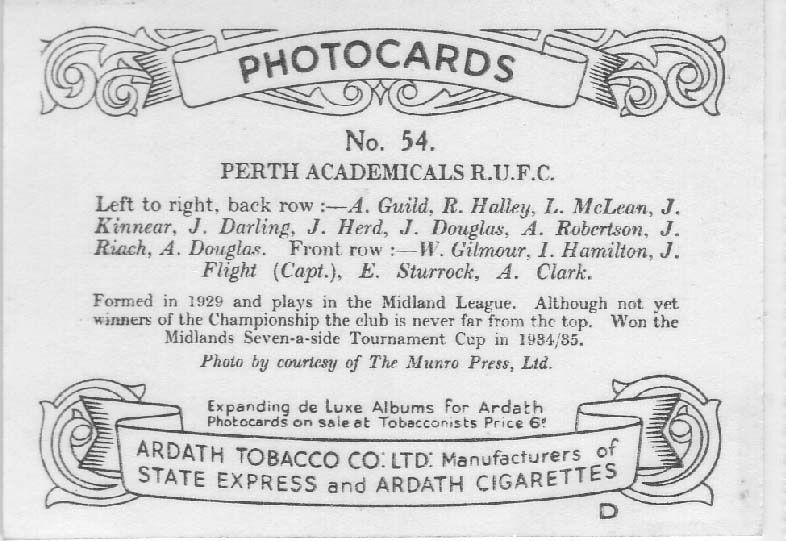 PHOTOCARDS
No. 54.
PERTH ACADEMICALS R.U.F.C.
Left to right, back row :—A. Guild, R. Halley, L. McLean, J.
Kinnear, J. Darling, J. Herd, J. Douglas, A. Robertson, J.
Riach, A. Douglas. Front row :—W. Gilmour, I. Hamilton, J.
Flight (Capt.), E. Sturrock, A. Clark.
Formed in 1929 and plays in the Midland League. Although not yet
winners of the Championship the club is never far from the top. Won the
Midlands Seven-a-side Tournament Cup in 1934/35.
Photo by courtesy of The Munro Press, Ltd.
Expanding de Luxe Albums for Ardath
Photocards on sale at Tobacconists Price 6d
ARDATH TOBACCO CO. LTD. Manufacturers of
STATE EXPRESS and ARDATH CIGARETTES
D